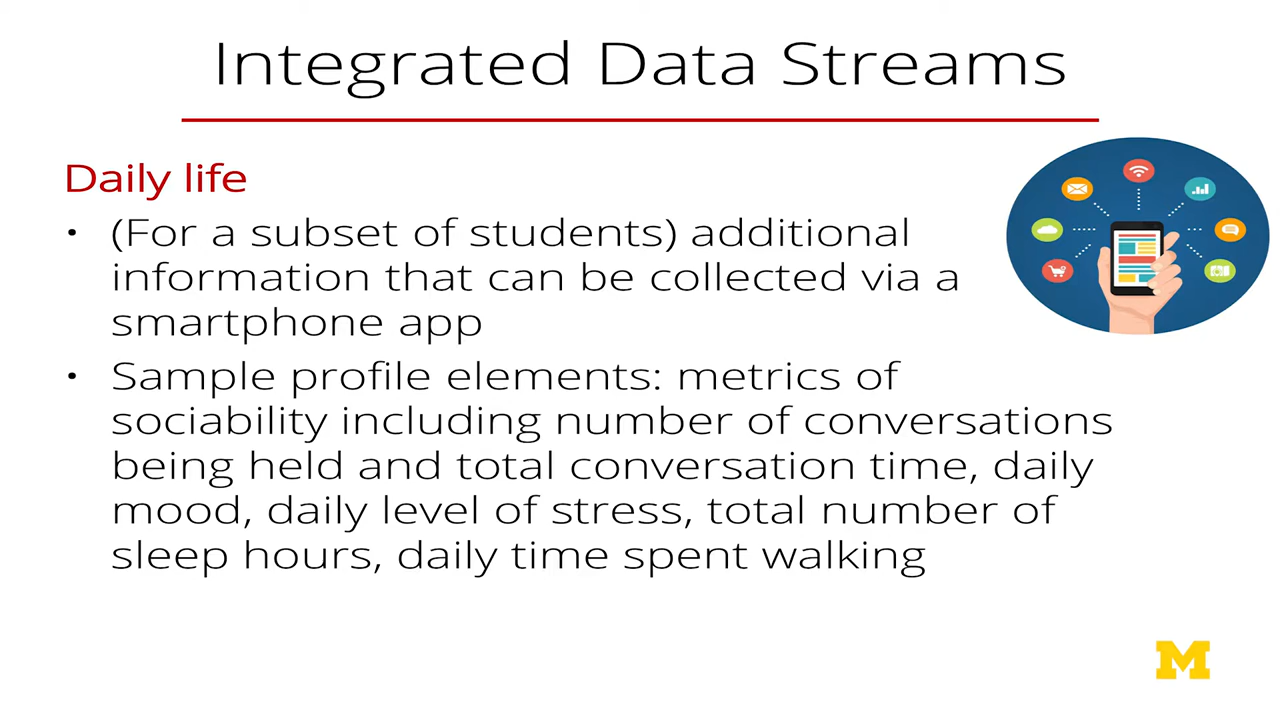 Integrated Data Streams
Daily life
• (For a subset of students) additional
information that can be collected via a
smartphone app
• Sample profile elements: metrics of
sociability including number of conversations
being held and total conversation time, daily
mood, daily level of stress, total number of
sleep hours, daily time spent walking
M